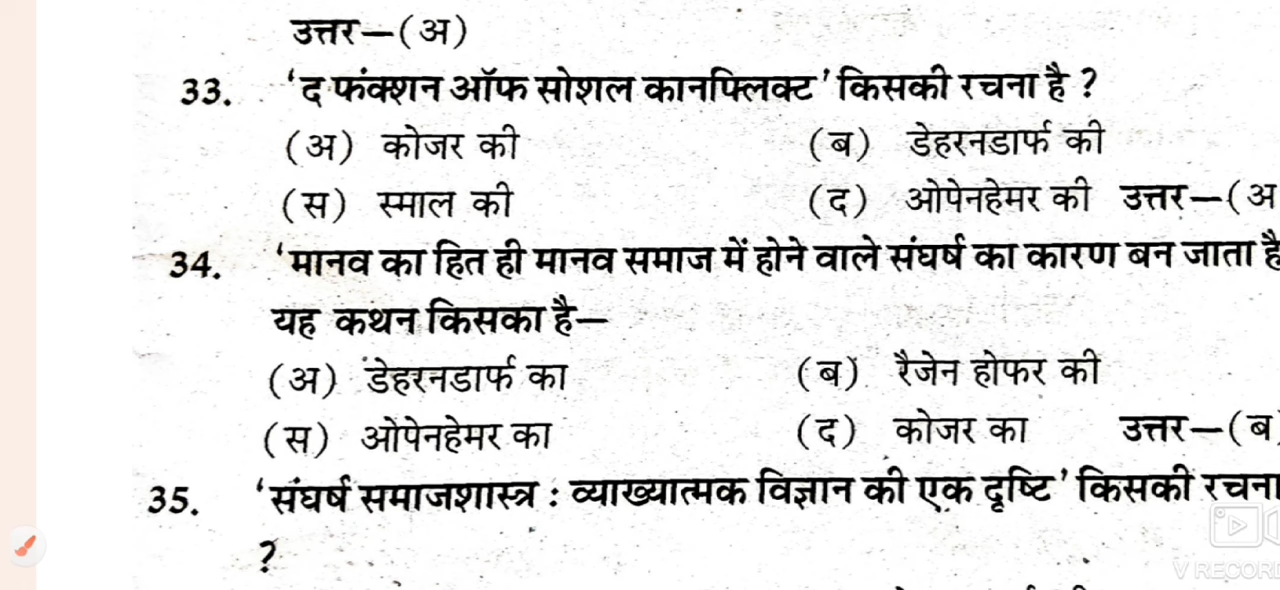 उत्तर—(अ)
33. 'द फंक्शन ऑफ सोशल कानफ्लिक्ट' किसकी रचना है ?
(अ) कोजर की (ब) डेहरनडार्फ की
(स) स्माल की (द) ओपेनहेमर की उत्तर—(अ
34. 'मानव का हित ही मानव समाज में होने वाले संघर्ष का कारण बन जाता है
यह कथन किसका है—
(अ) डेहरनडार्फ का (ब) रैजेन होफर की
(स) ओपेनहेमर का (द) कोजर का उत्तर—(ब)
35. 'संघर्ष समाजशास्त्र : व्याख्यात्मक विज्ञान की एक दृष्टि' किसकी रचना
?
V RECORD